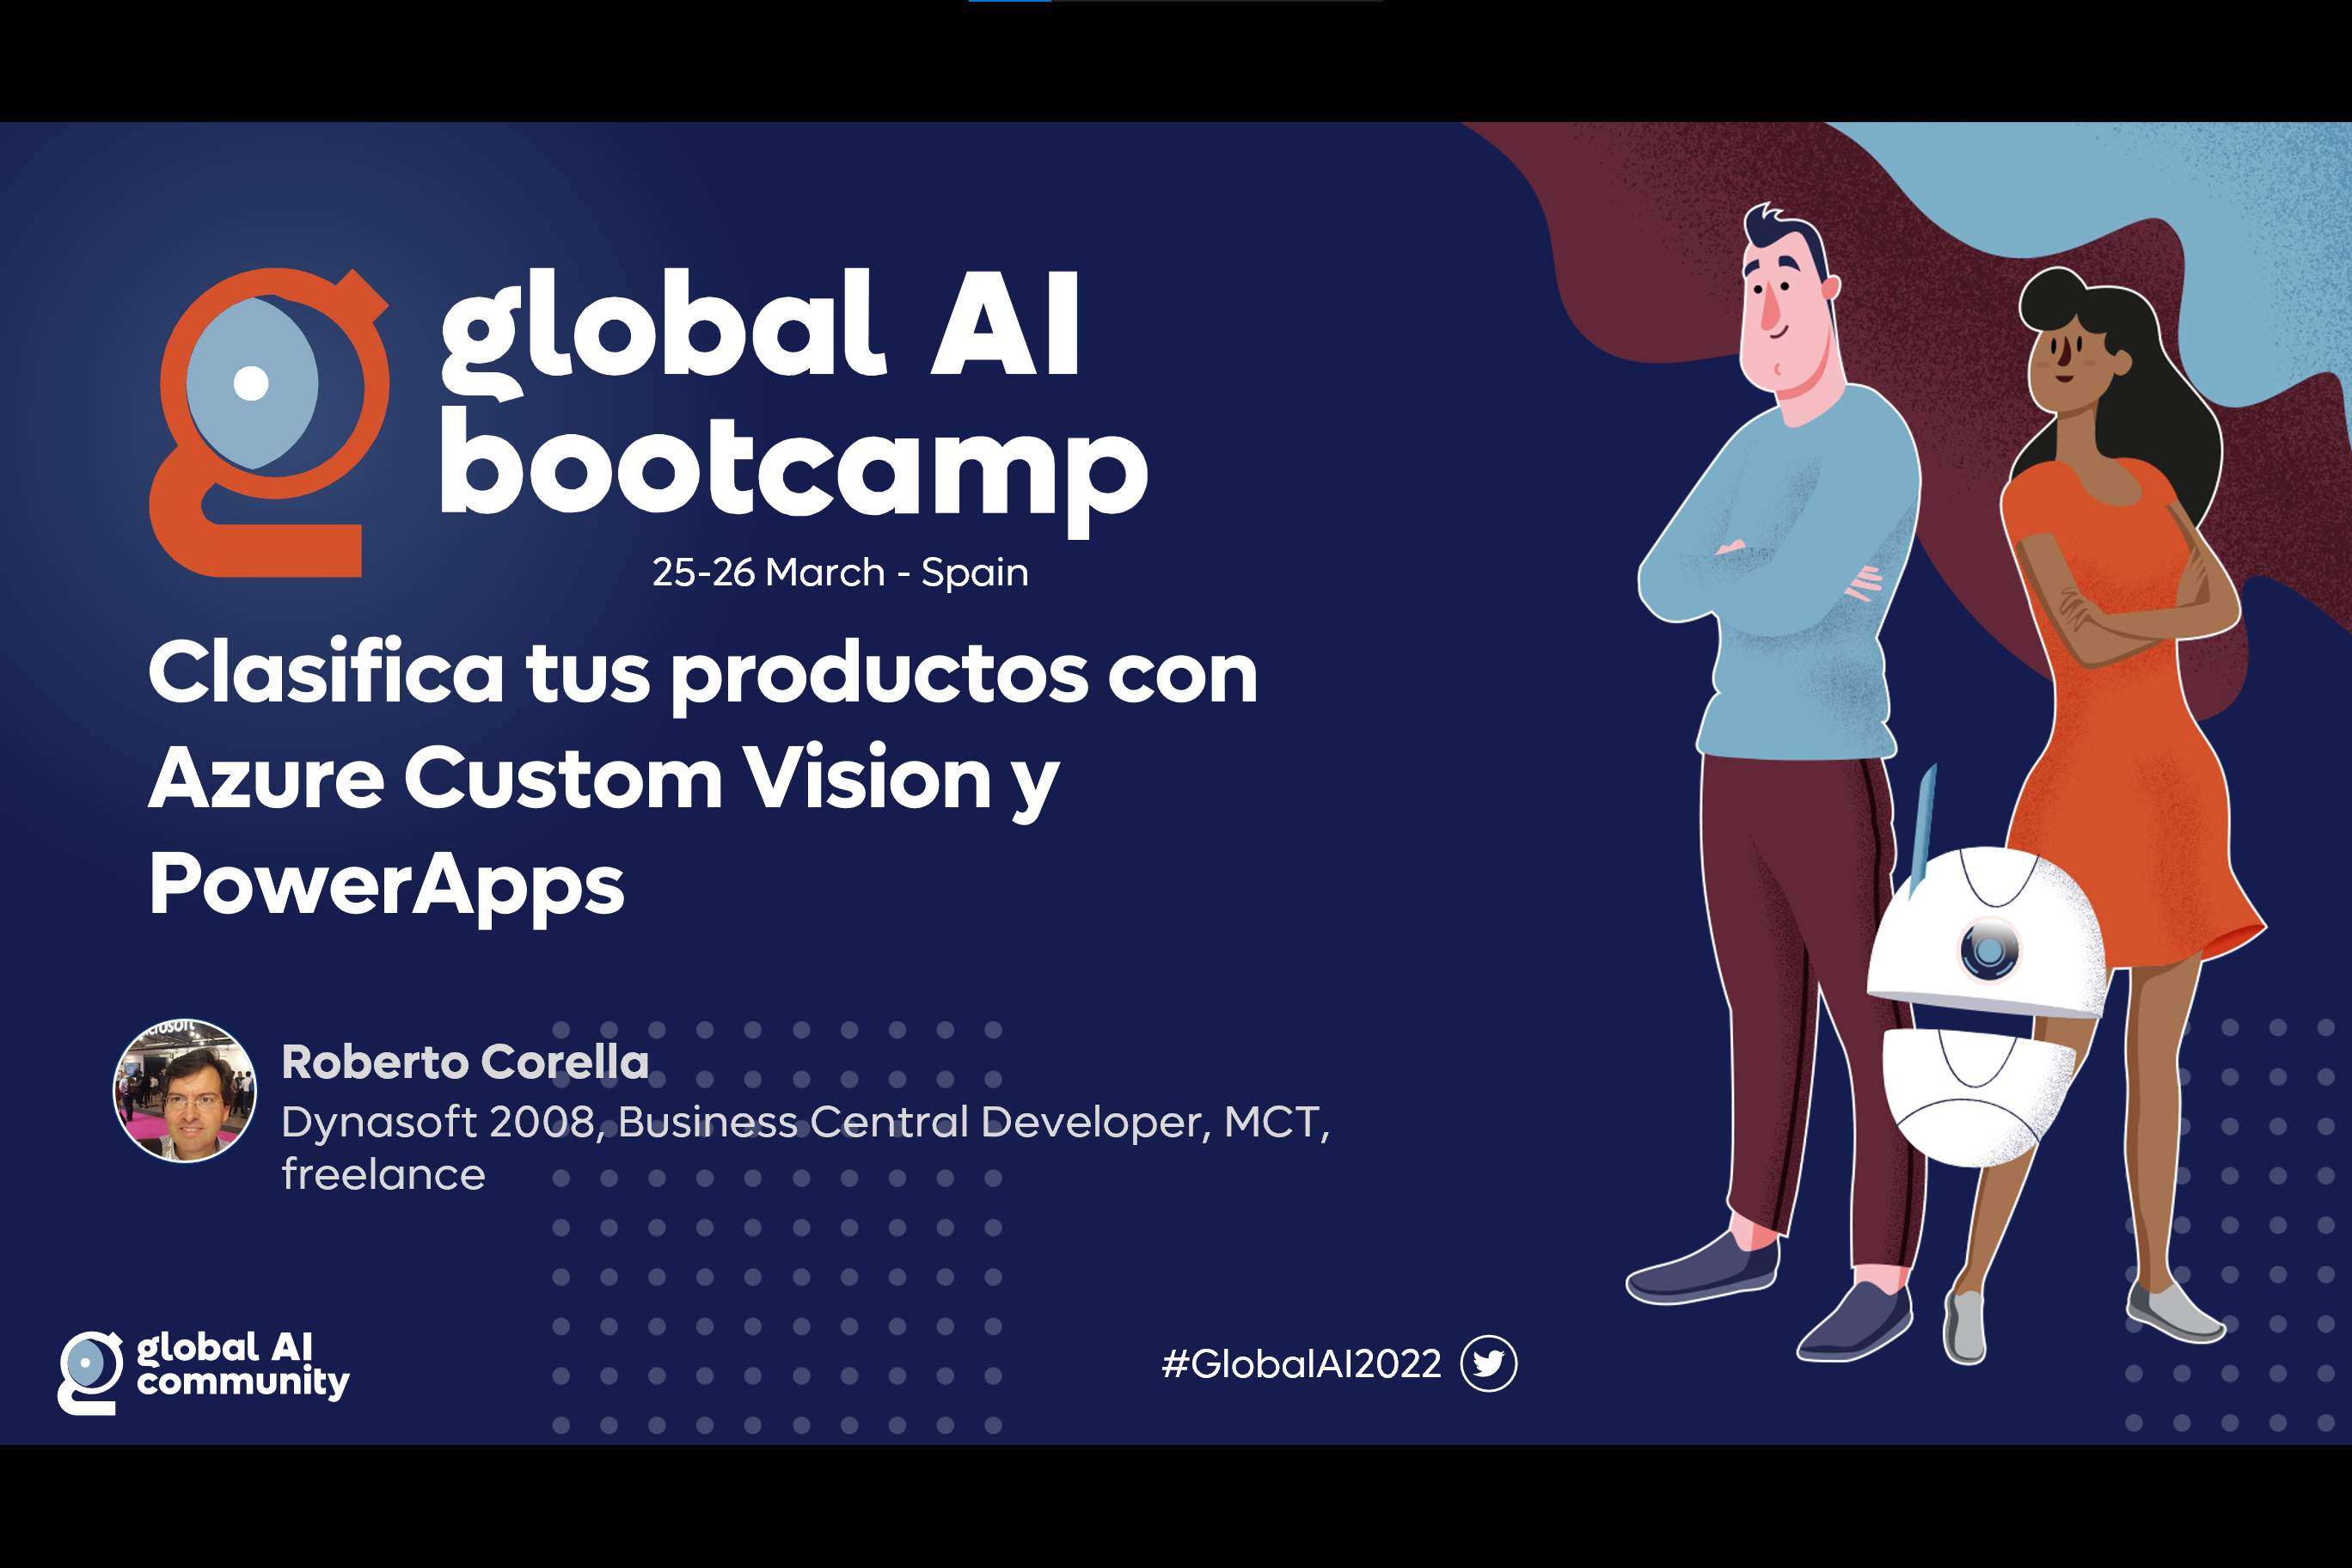 global AI
bootcamp
25-26 March - Spain
Clasifica tus productos con
Azure Custom Vision y
PowerApps
Roberto Corella
Dynasoft 2008, Business Central Developer, MCT,
freelance
global AI
community
#GlobalAI2022